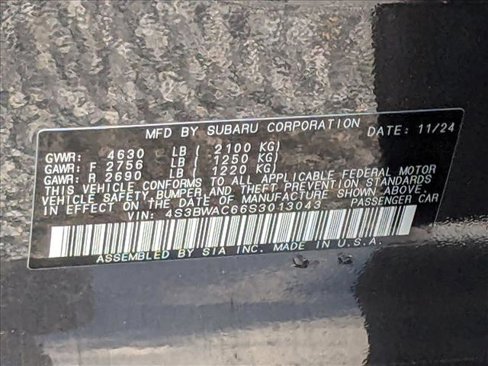 MFD BY SUBARU CORPORATION DATE: 11/24
GVWR: 4630 LB ( 2100 KG)
GAWR: F 2756 LB ( 1250 KG)
GAWR: R 2690 LB ( 1220 KG)
THIS VEHICLE CONFORMS TO ALL APPLICABLE FEDERAL MOTOR
VEHICLE SAFETY BUMPER, AND THEFT PREVENTION STANDARDS
IN EFFECT ON THE DATE OF MANUFACTURE SHOWN ABOVE.
VIN: 4S3BWAC66S3013043 PASSENGER CAR
ASSEMBLED BY SIA INC. MADE IN U.S.A.